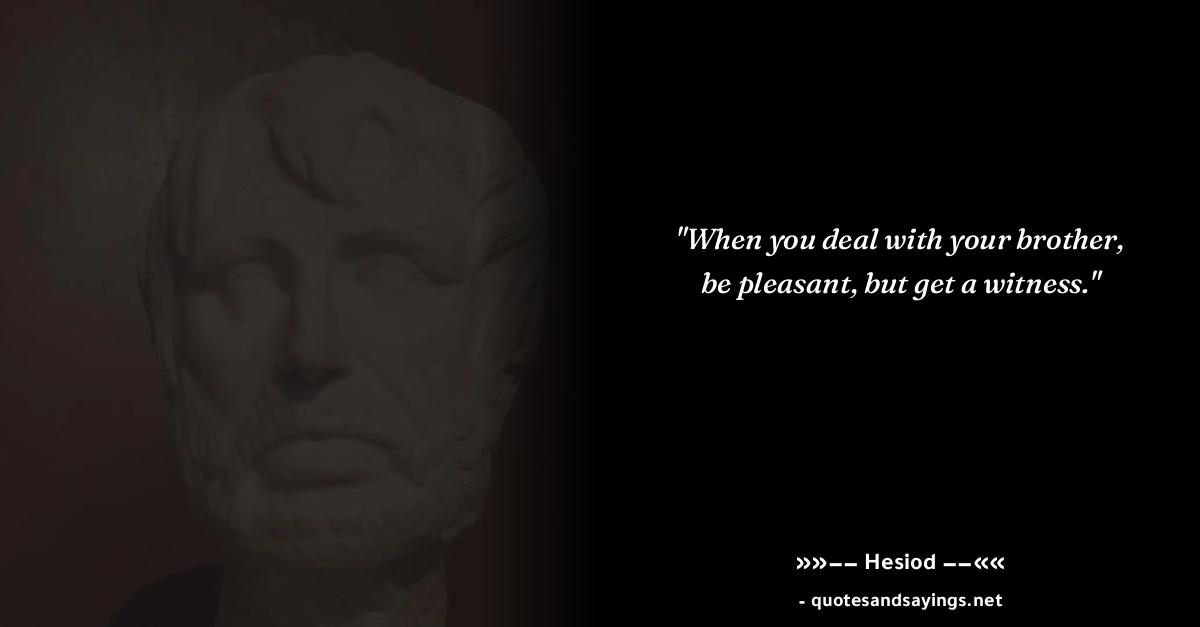 "When you deal with your brother,
be pleasant, but get a witness."
»»−− Hesiod −−««
- quotesandsayings.net